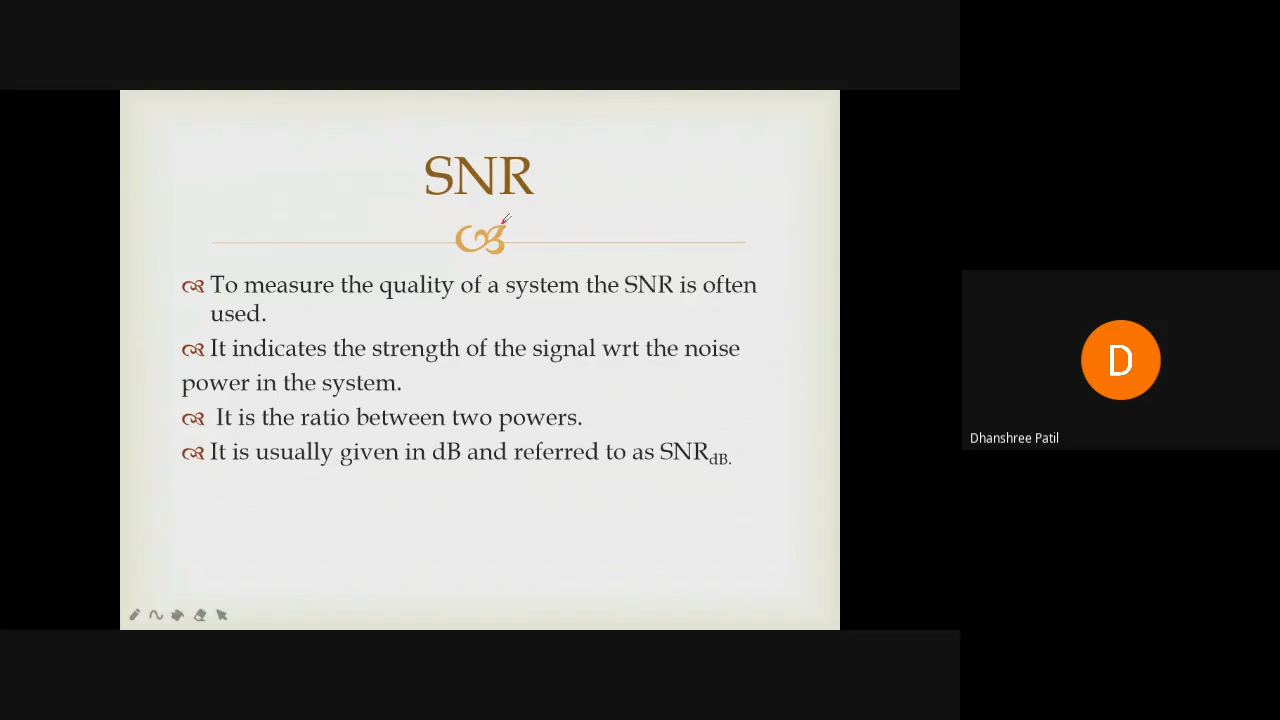 SNR
To measure the quality of a system the SNR is often
used.
It indicates the strength of the signal wrt the noise
power in the system.
It is the ratio between two powers.
It is usually given in dB and referred to as SNRdB.
D
Dhanshree Patil